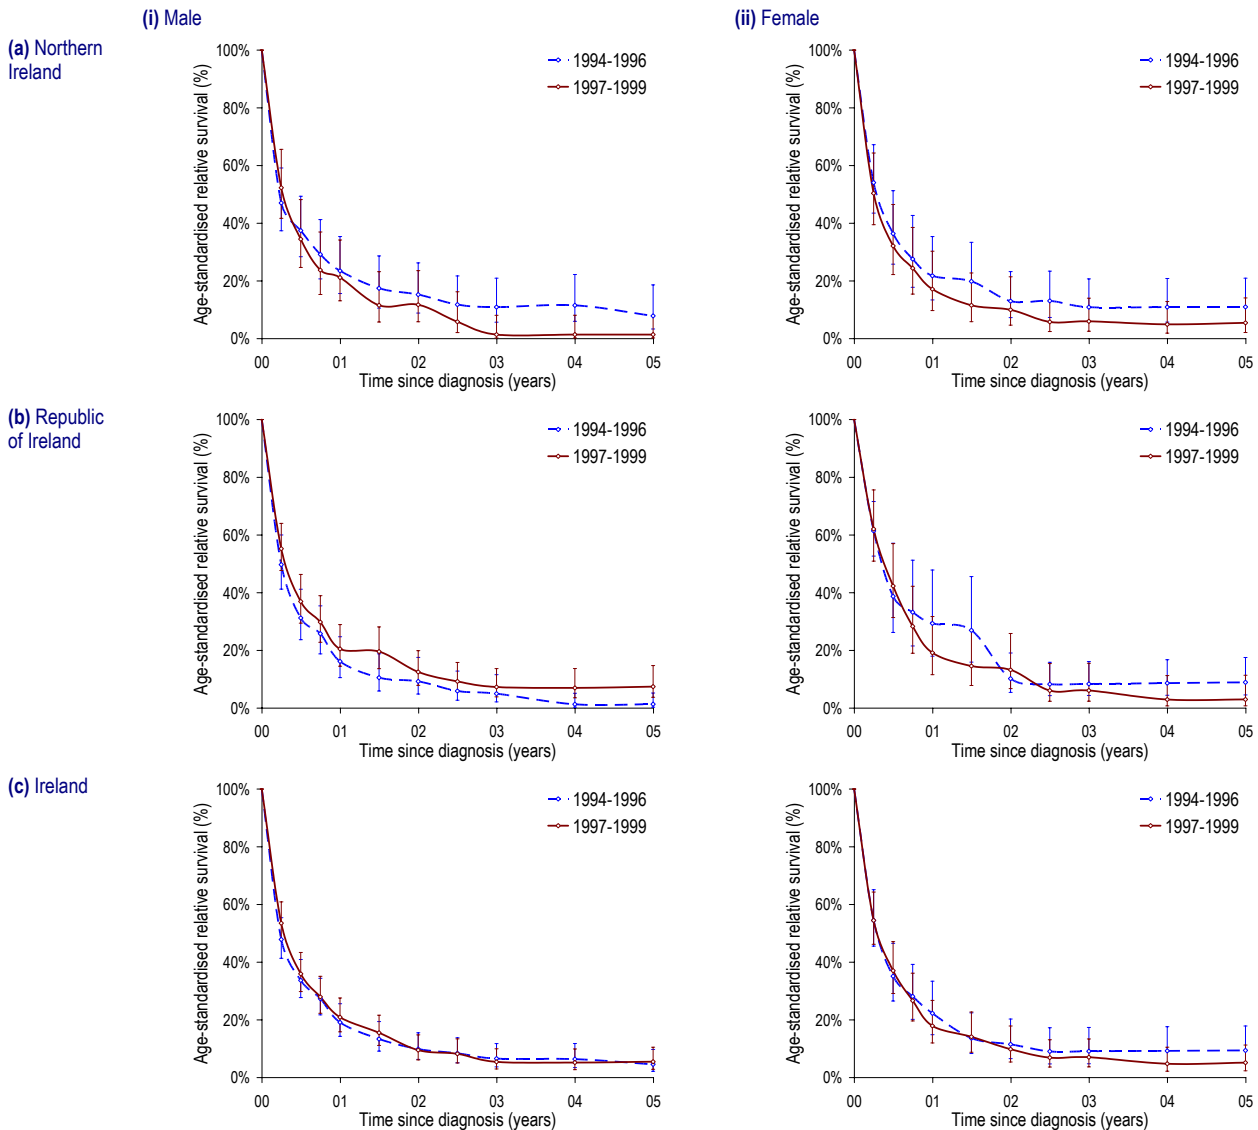 (i) Male
(ii) Female
(a) Northern
Ireland
Age-standardised relative survival (%)
100%
80%
60%
40%
20%
0%
1994-1996
1997-1999
00 01 02 03 04 05
Time since diagnosis (years)
Age-standardised relative survival (%)
100%
80%
60%
40%
20%
0%
1994-1996
1997-1999
00 01 02 03 04 05
Time since diagnosis (years)
(b) Republic
of Ireland
Age-standardised relative survival (%)
100%
80%
60%
40%
20%
0%
1994-1996
1997-1999
00 01 02 03 04 05
Time since diagnosis (years)
Age-standardised relative survival (%)
100%
80%
60%
40%
20%
0%
1994-1996
1997-1999
00 01 02 03 04 05
Time since diagnosis (years)
(c) Ireland
Age-standardised relative survival (%)
100%
80%
60%
40%
20%
0%
1994-1996
1997-1999
00 01 02 03 04 05
Time since diagnosis (years)
Age-standardised relative survival (%)
100%
80%
60%
40%
20%
0%
1994-1996
1997-1999
00 01 02 03 04 05
Time since diagnosis (years)